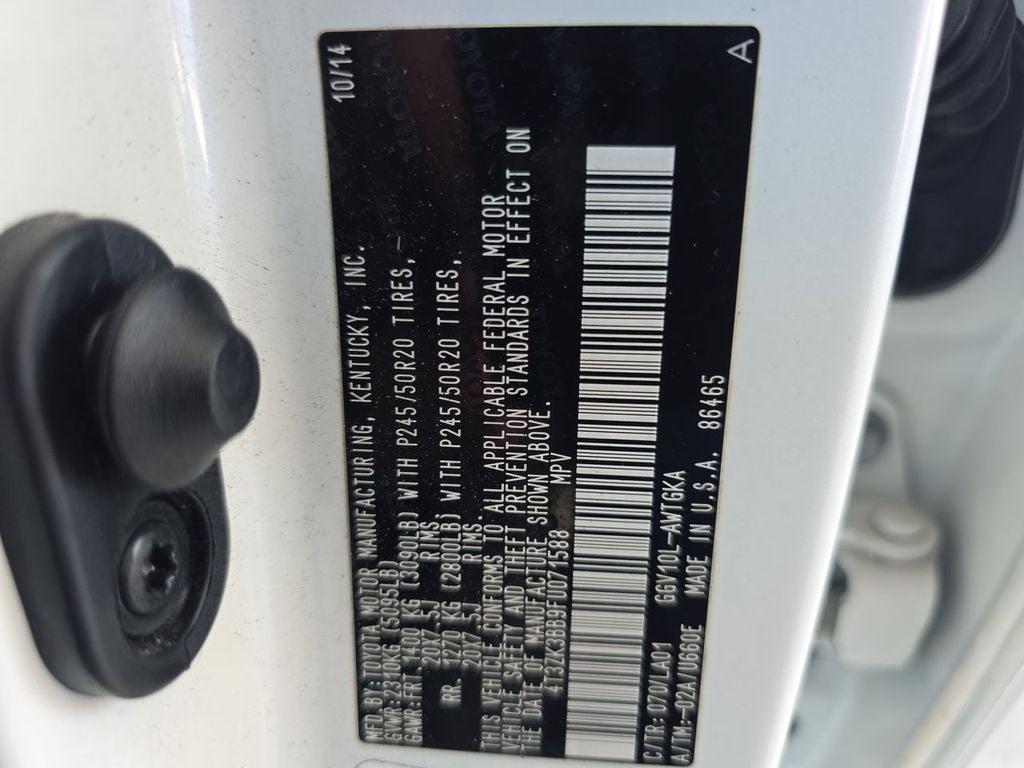 MFD.BY:TOYOTA MOTOR MANUFACTURING, KENTUCKY, INC. 10/14
GVWR:2310KG (5095LB)
GAWR:FR. 1400 KG (3090LB) WITH P245/50R20 TIRES,
20X7.5J RIMS
RR. 1270 KG (2800LB) WITH P245/50R20 TIRES,
20X7.5J RIMS.
THIS VEHICLE CONFORMS TO ALL APPLICABLE FEDERAL MOTOR
VEHICLE SAFETY AND THEFT PREVENTION STANDARDS IN EFFECT ON
THE DATE OF MANUFACTURE SHOWN ABOVE.
4T3ZK3BB9FU071588 MPV
C/TR: 070/LA01 GGV10L-AVTGKA
A/TM:-02A/U660E MADE IN U.S.A. 86465
A